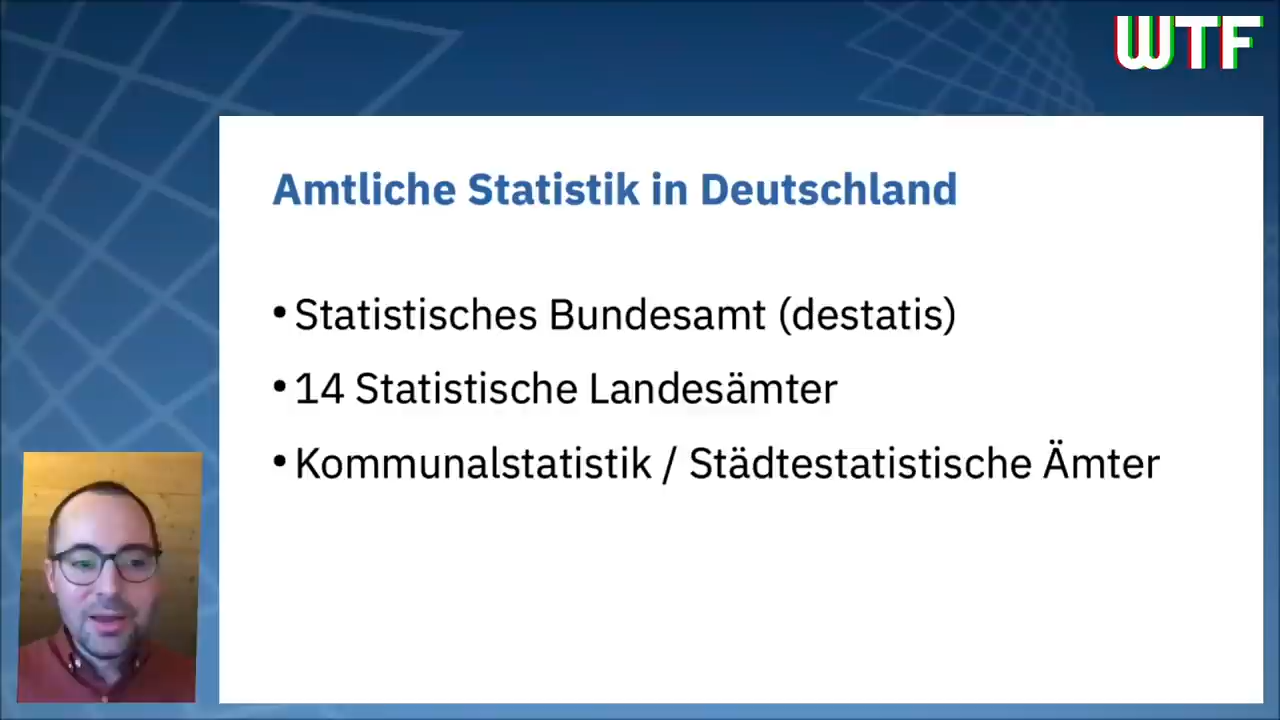 WTF
Amtliche Statistik in Deutschland
• Statistisches Bundesamt (destatis)
• 14 Statistische Landesämter
• Kommunalstatistik / Städtestatistische Ämter